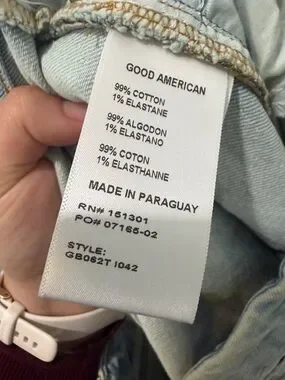 GOOD AMERICAN
99% COTTON
1% ELASTANE
99% ALGODON
1% ELASTANO
99% COTON
1% ELASTHANNE
MADE IN PARAGUAY
RN# 151301
PO# 07165-02
STYLE:
GB062T I042